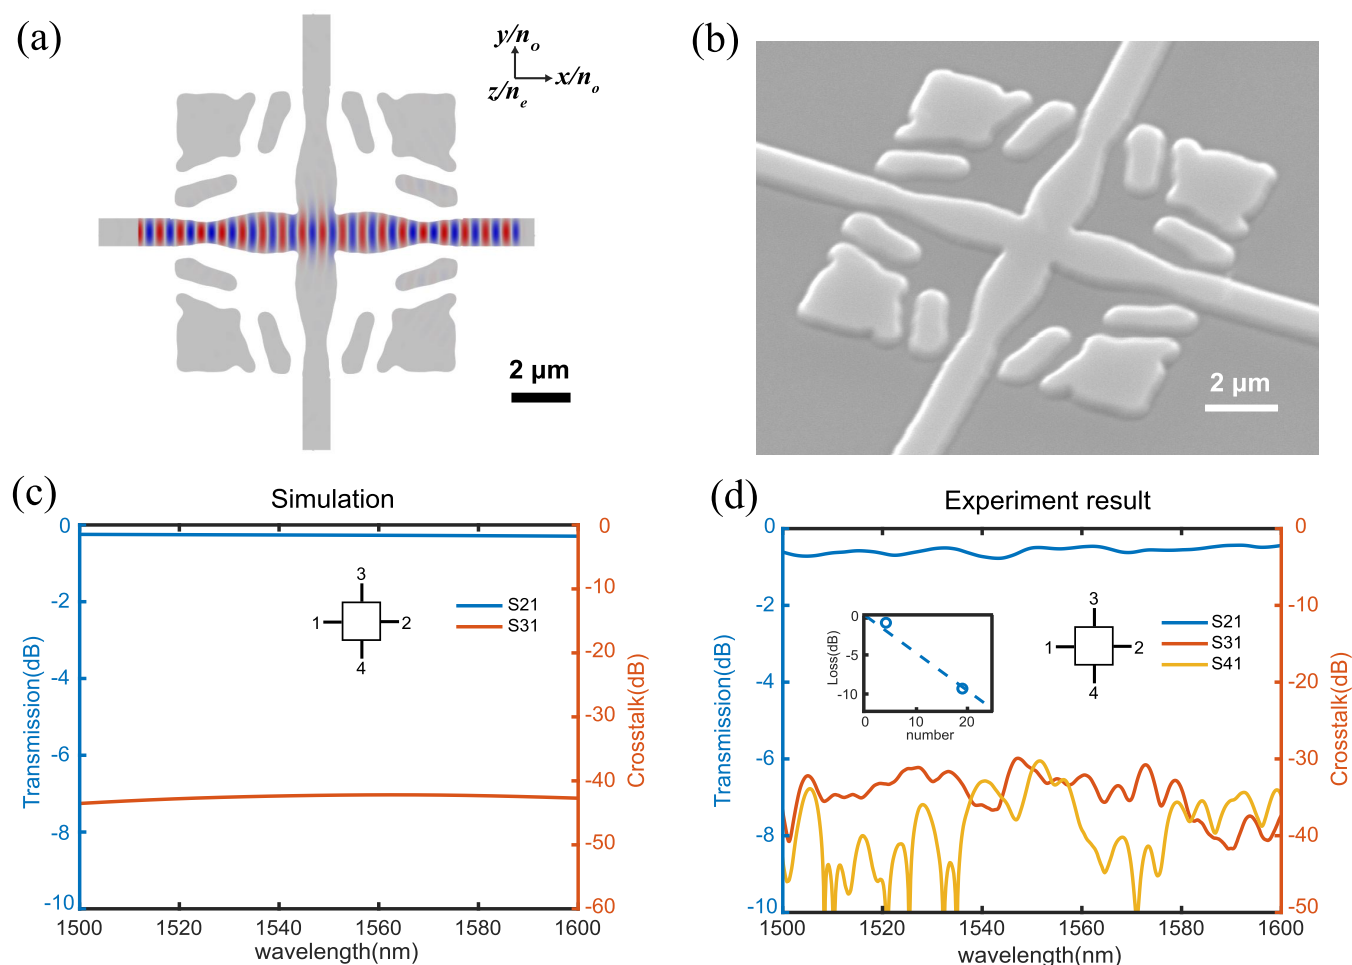 (a)
y/no
x/no
z/ne
2 μm
(b)
2 μm
(c)
Simulation
0
-2
-4
-6
-8
-10
Transmission(dB)
0
-10
-20
-30
-40
-50
-60
Crosstalk(dB)
1500 1520 1540 1560 1580 1600
wavelength(nm)
1
2
3
4
S21
S31
(d)
Experiment result
0
-2
-4
-6
-8
-10
Transmission(dB)
0
-10
-20
-30
-40
-50
Crosstalk(dB)
1500 1520 1540 1560 1580 1600
wavelength(nm)
0
-5
-10
Loss(dB)
0 10 20
number
1
2
3
4
S21
S31
S41